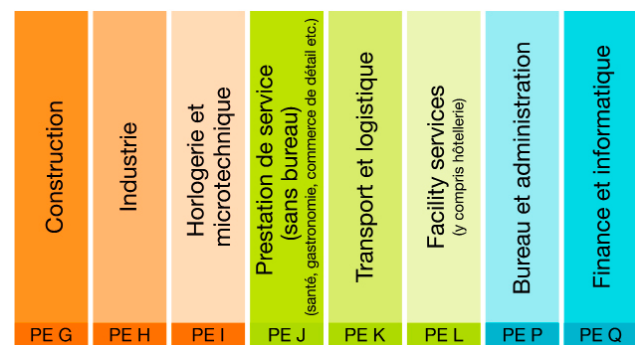 Construction
Industrie
Horlogerie et
microtechnique
Prestation de service
(sans bureau)
(santé, gastronomie, commerce de détail etc.)
Transport et logistique
Facility services
(y compris hôtellerie)
Bureau et administration
Finance et informatique
PE G
PE H
PE I
PE J
PE K
PE L
PE P
PE Q